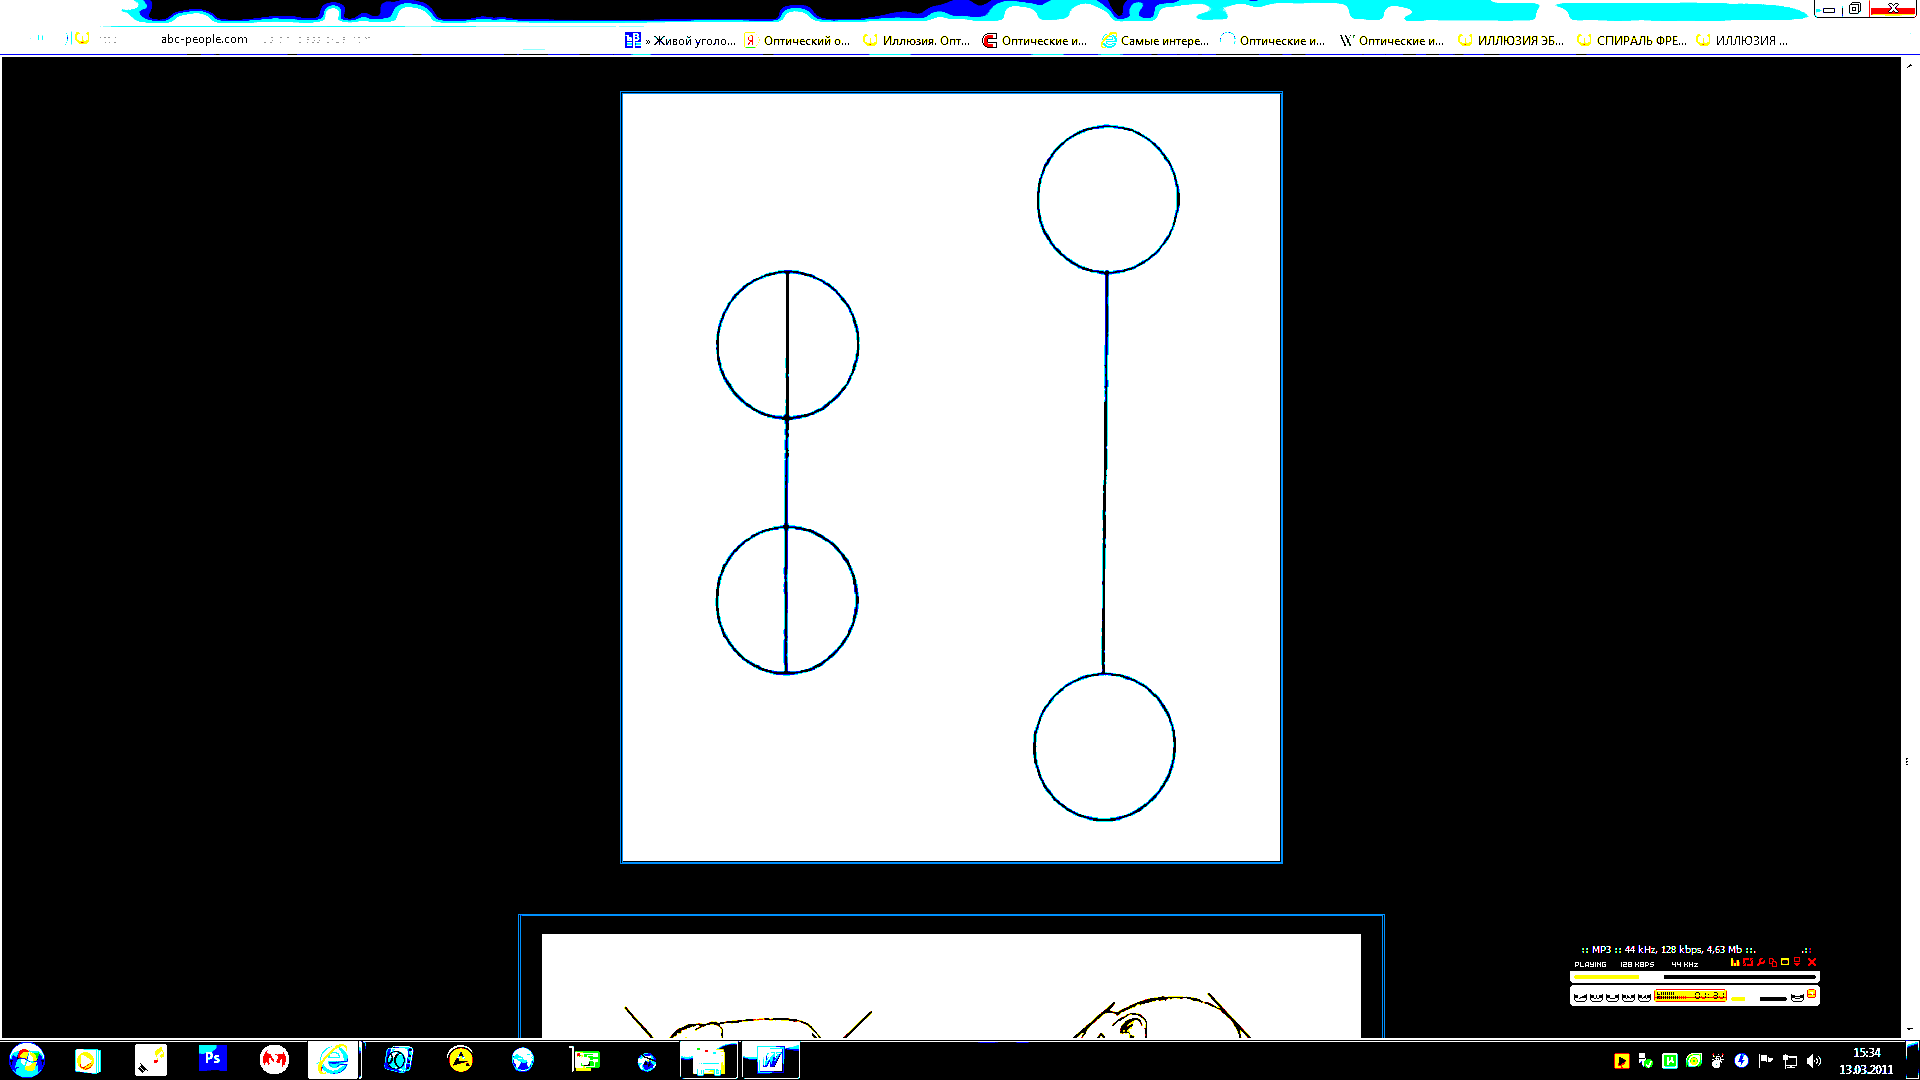 abc-people.com
» Живой уголо... Оптический о... Иллюзия. Опт... Оптические и... Самые интере... Оптические и... Оптические и... ИЛЛЮЗИЯ ЭБ... СПИРАЛЬ ФРЕ... ИЛЛЮЗИЯ ...
:: MP3 :: 44 kHz, 128 kbps, 4,63 Mb ::.
PLAYING 128 KBPS 44 KHZ
Ps
W
15:34
13.03.2011